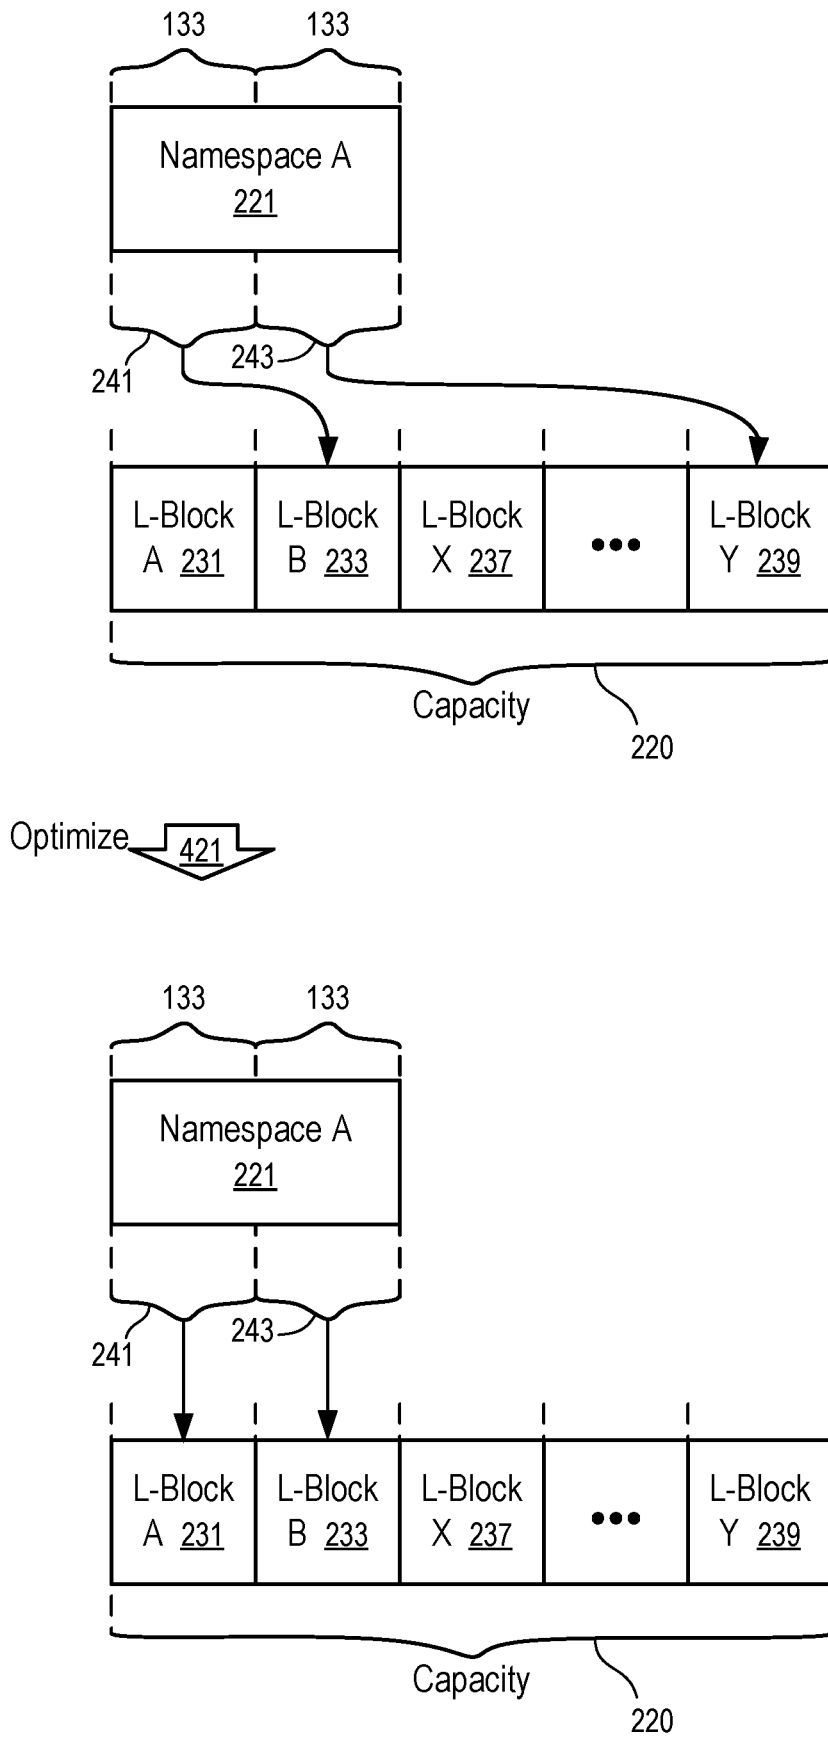 133 133
Namespace A
221
241 243
L-Block L-Block L-Block L-Block
A 231 B 233 X 237 ••• Y 239
Capacity
220
Optimize 421
133 133
Namespace A
221
241 243
L-Block L-Block L-Block L-Block
A 231 B 233 X 237 ••• Y 239
Capacity
220